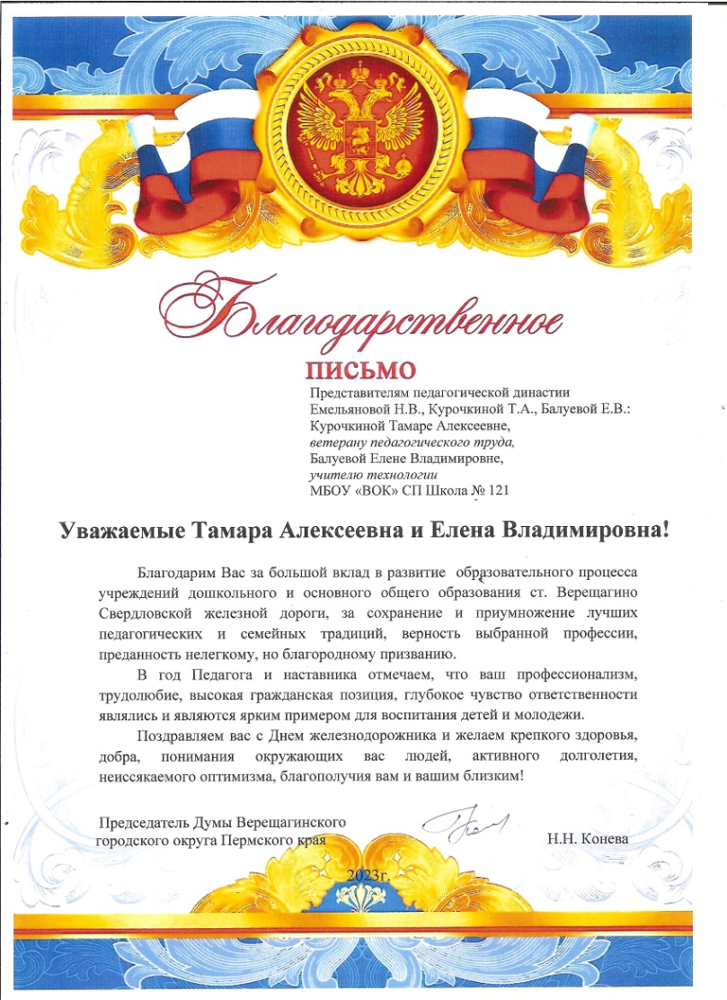 Благодарственное
ПИСЬМО
Представителям педагогической династии
Емельяновой Н.В., Курочкиной Т.А., Балуевой Е.В.:
Курочкиной Тамаре Алексеевне,
ветерану педагогического труда,
Балуевой Елене Владимировне,
учителю технологии
МБОУ «ВОК» СП Школа № 121
Уважаемые Тамара Алексеевна и Елена Владимировна!
Благодарим Вас за большой вклад в развитие образовательного процесса
учреждений дошкольного и основного общего образования ст. Верещагино
Свердловской железной дороги, за сохранение и приумножение лучших
педагогических и семейных традиций, верность выбранной профессии,
преданность нелегкому, но благородному призванию.
В год Педагога и наставника отмечаем, что ваш профессионализм,
трудолюбие, высокая гражданская позиция, глубокое чувство ответственности
являлись и являются ярким примером для воспитания детей и молодежи.
Поздравляем вас с Днем железнодорожника и желаем крепкого здоровья,
добра, понимания окружающих вас людей, активного долголетия,
неиссякаемого оптимизма, благополучия вам и вашим близким!
Председатель Думы Верещагинского
городского округа Пермского края Н.Н. Конева
2023г.